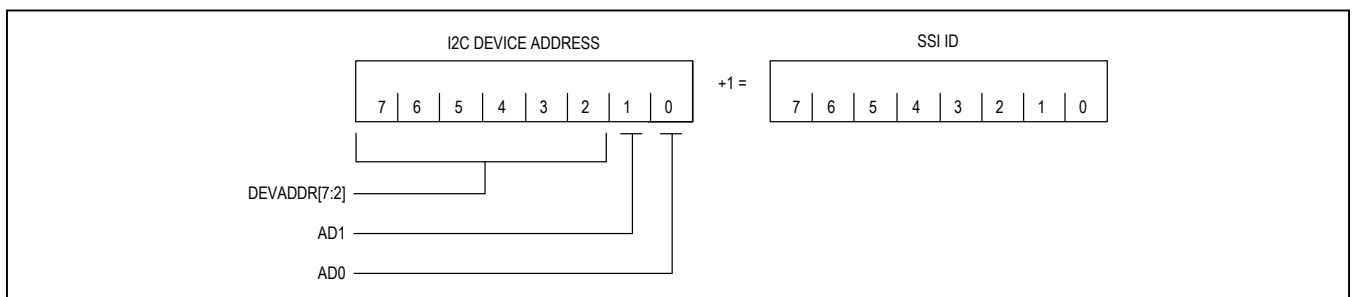 I2C DEVICE ADDRESS
SSI ID
+1 =
7 6 5 4 3 2 1 0
7 6 5 4 3 2 1 0
DEVADDR[7:2]
AD1
AD0